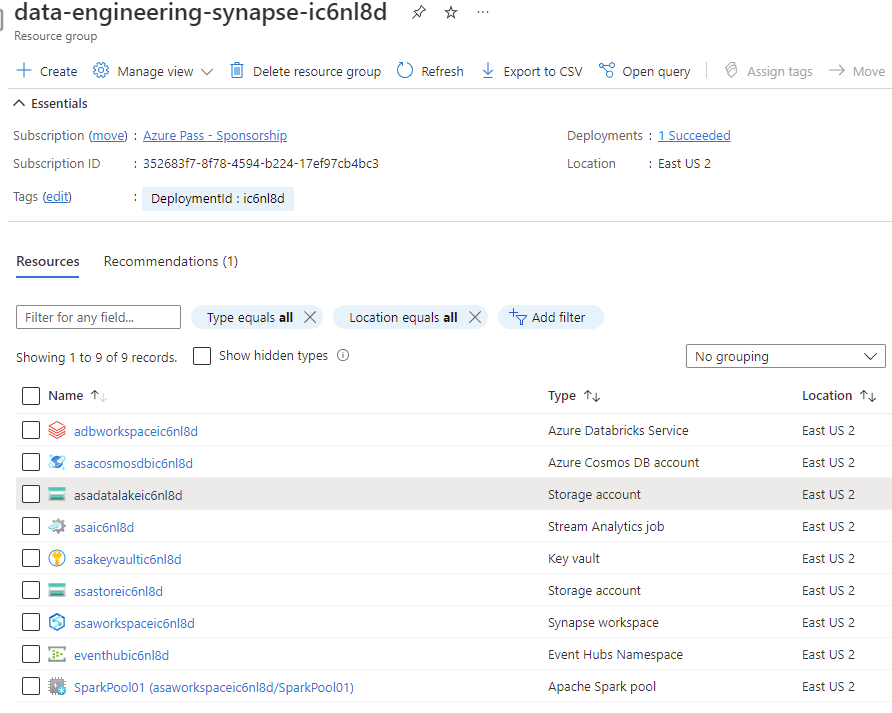 data-engineering-synapse-ic6nl8d ...
Resource group
Create Manage view Delete resource group Refresh Export to CSV Open query Assign tags Move
Essentials
Subscription (move) : Azure Pass - Sponsorship Deployments : 1 Succeeded
Subscription ID : 352683f7-8f78-4594-b224-17ef97cb4bc3 Location : East US 2
Tags (edit) : DeploymentId : ic6nl8d
Resources Recommendations (1)
Filter for any field... Type equals all Location equals all Add filter
Showing 1 to 9 of 9 records. Show hidden types No grouping
Name Type Location
adbworkspaceic6nl8d Azure Databricks Service East US 2
asacosmosdbic6nl8d Azure Cosmos DB account East US 2
asadatalakeic6nl8d Storage account East US 2
asaic6nl8d Stream Analytics job East US 2
asakeyvaultic6nl8d Key vault East US 2
asastoreic6nl8d Storage account East US 2
asaworkspaceic6nl8d Synapse workspace East US 2
eventhubic6nl8d Event Hubs Namespace East US 2
SparkPool01 (asaworkspaceic6nl8d/SparkPool01) Apache Spark pool East US 2